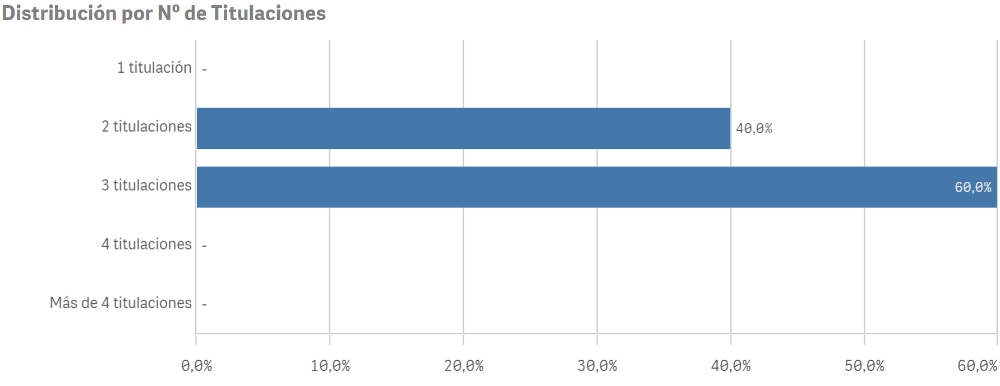 Distribución por Nº de Titulaciones
1 titulación -
2 titulaciones 40,0%
3 titulaciones 60,0%
4 titulaciones -
Más de 4 titulaciones -
0,0% 10,0% 20,0% 30,0% 40,0% 50,0% 60,0%